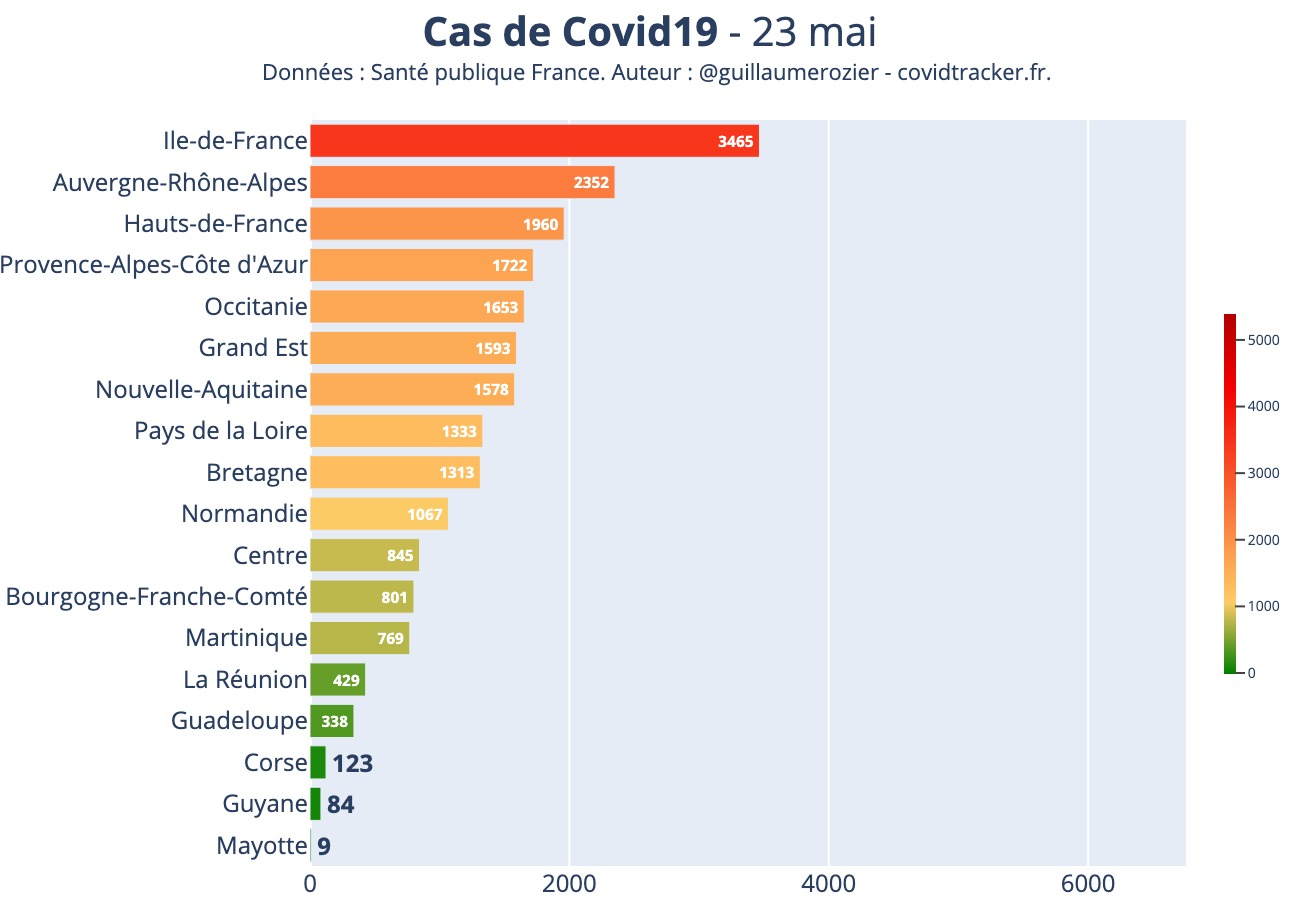 Cas de Covid19 - 23 mai
Données : Santé publique France. Auteur : @guillaumerozier - covidtracker.fr.
Ile-de-France 3465
Auvergne-Rhône-Alpes 2352
Hauts-de-France 1960
Provence-Alpes-Côte d'Azur 1722
Occitanie 1653
Grand Est 1593
Nouvelle-Aquitaine 1578
Pays de la Loire 1333
Bretagne 1313
Normandie 1067
Centre 845
Bourgogne-Franche-Comté 801
Martinique 769
La Réunion 429
Guadeloupe 338
Corse 123
Guyane 84
Mayotte 9
0 2000 4000 6000
5000
4000
3000
2000
1000
0